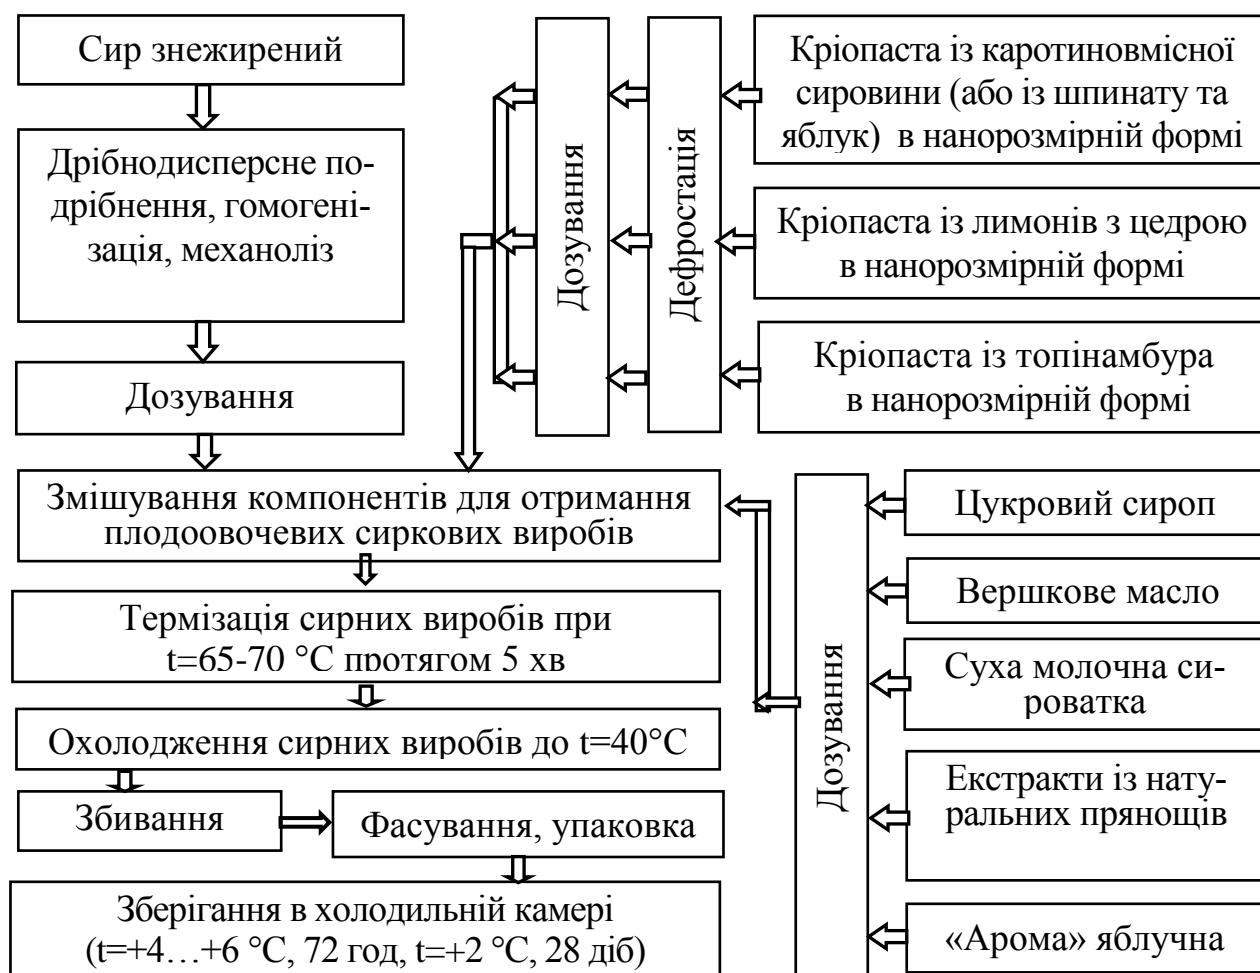 Сир знежирений
Дрібнодисперсне по-
дрібнення, гомогені-
зація, механоліз
Дозування
Дозування
Дефростація
Кріопаста із каротиновмісної
сировини (або із шпинату та
яблук) в нанорозмірній формі
Кріопаста із лимонів з цедрою
в нанорозмірній формі
Кріопаста із топінамбура
в нанорозмірній формі
Змішування компонентів для отримання
плодоовочевих сиркових виробів
Термізація сирних виробів при
t=65-70 °С протягом 5 хв
Охолодження сирних виробів до t=40°С
Збивання
Фасування, упаковка
Зберігання в холодильній камері
(t=+4…+6 °С, 72 год, t=+2 °С, 28 діб)
Дозування
Цукровий сироп
Вершкове масло
Суха молочна си-
роватка
Екстракти із нату-
ральних прянощів
«Арома» яблучна